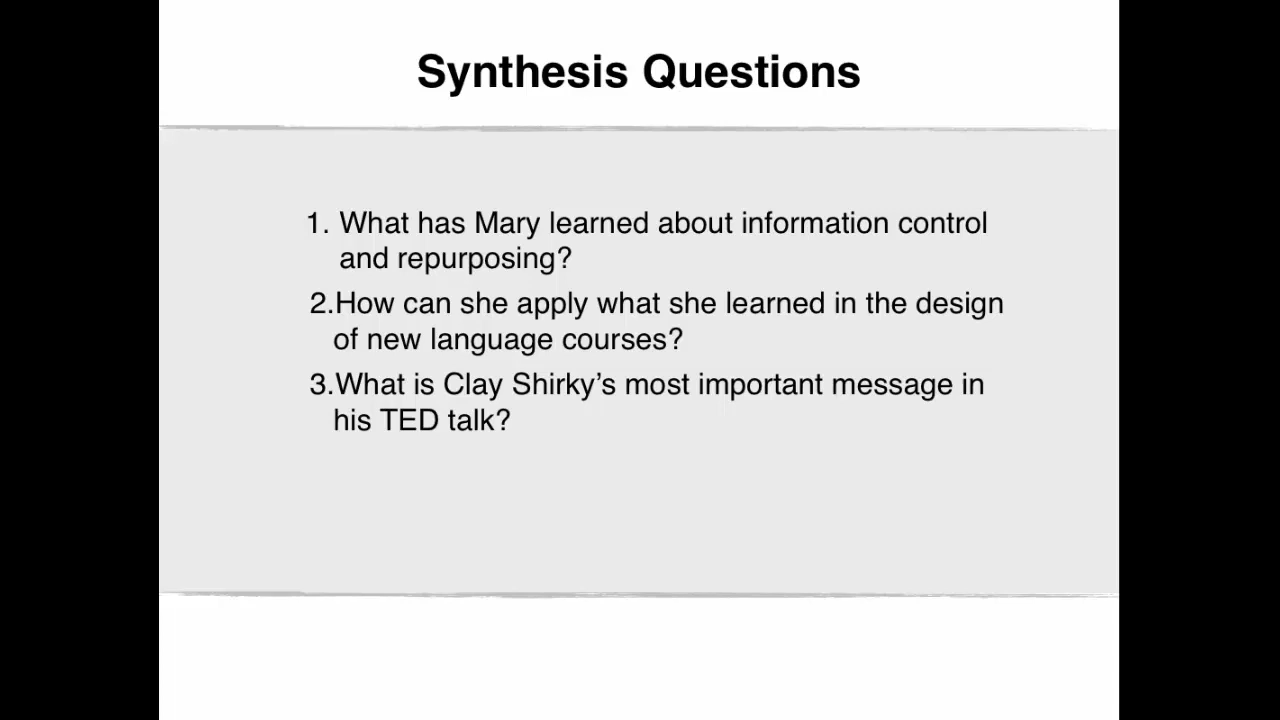 Synthesis Questions
1. What has Mary learned about information control
and repurposing?
2.How can she apply what she learned in the design
of new language courses?
3.What is Clay Shirky’s most important message in
his TED talk?